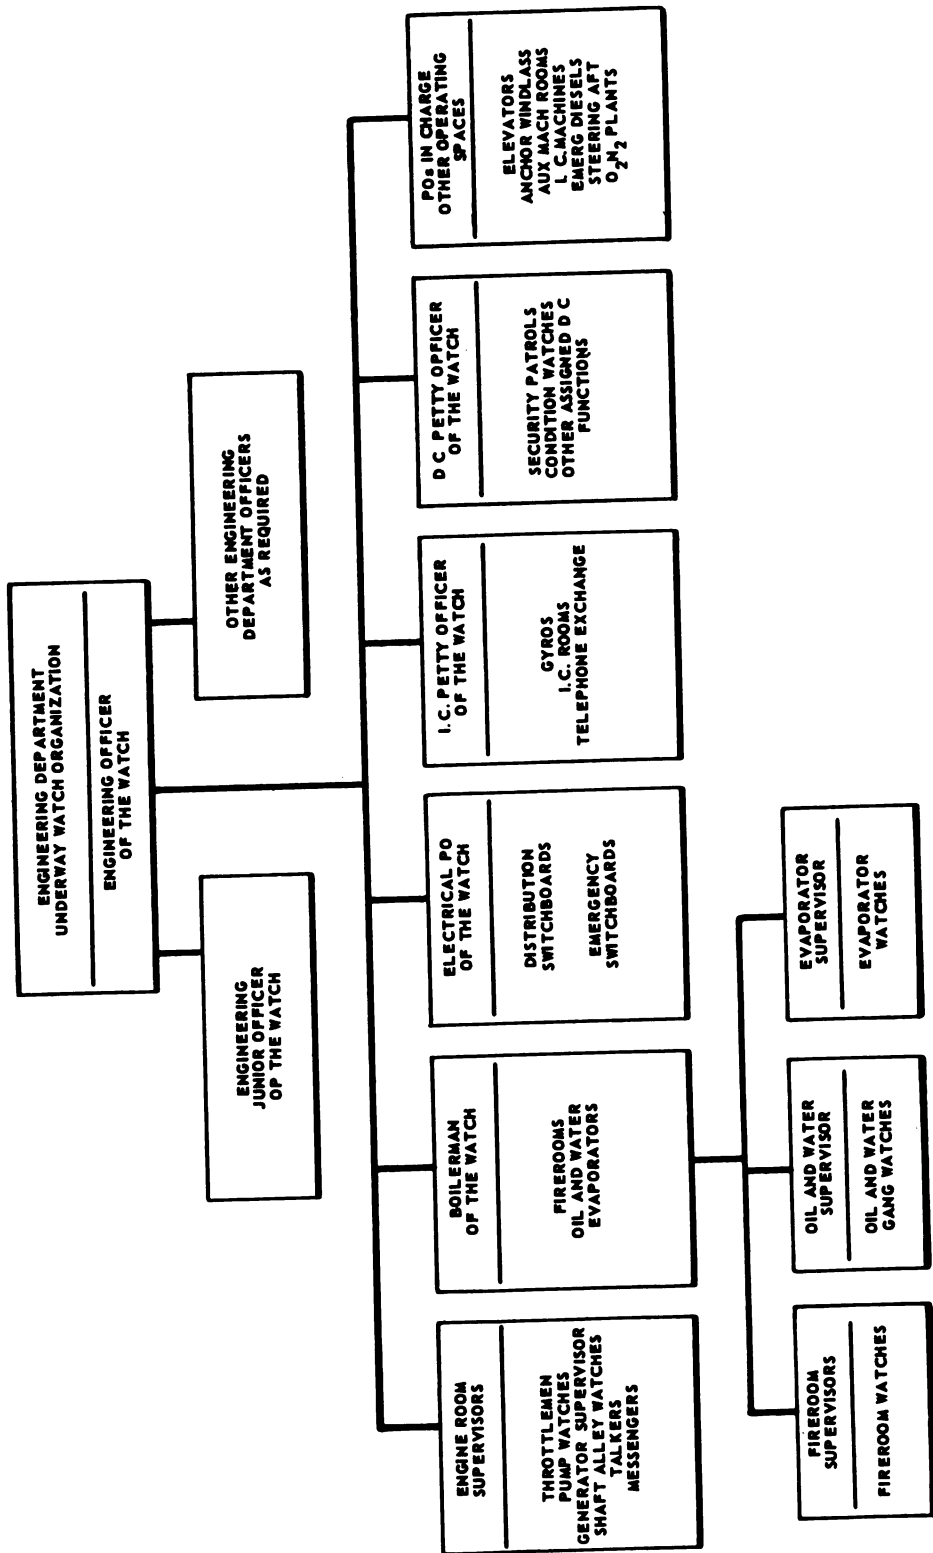 ENGINEERING DEPARTMENT
UNDERWAY WATCH ORGANIZATION
ENGINEERING OFFICER
OF THE WATCH
ENGINEERING
JUNIOR OFFICER
OP THE WATCH
OTHER ENGINEERING
DEPARTMENT OFFICERS
AS REQUIRED
ENGINE ROOM
SUPERVISORS
THROTTLEMEN
PUMP WATCHES
GENERATOR SUPERVISOR
SHAFT ALLEY WATCHES
TALKERS
MESSENGERS
BOILERMAN
OF THE WATCH
FIREROOMS
OIL AND WATER
EVAPORATORS
ELECTRICAL PO
OF THE WATCH
DISTRIBUTION
SWITCHBOARDS
EMERGENCY
SWITCHBOARDS
I.C. PETTY OFFICER
OF THE WATCH
GYROS
I.C. ROOMS
TELEPHONE EXCHANGE
D C PETTY OPFICER
OF THE WATCH
SECURITY PATROLS
CONDITION WATCHES
OTHER ASSIGNED D C
FUNCTIONS
POs IN CHARGE
OTHER OPERATING
SPACES
ELEVATORS
ANCHOR WINDLASS
AUX MACH ROOMS
I. C. MACHINES
EMERG DIESELS
STEERING AFT
O2N2 PLANTS
FIREROOM
SUPERVISORS
FIREROOM WATCHES
OIL AND WATER
SUPERVISOR
OIL AND WATER
GANG WATCHES
EVAPORATOR
SUPERVISOR
EVAPORATOR
WATCHES